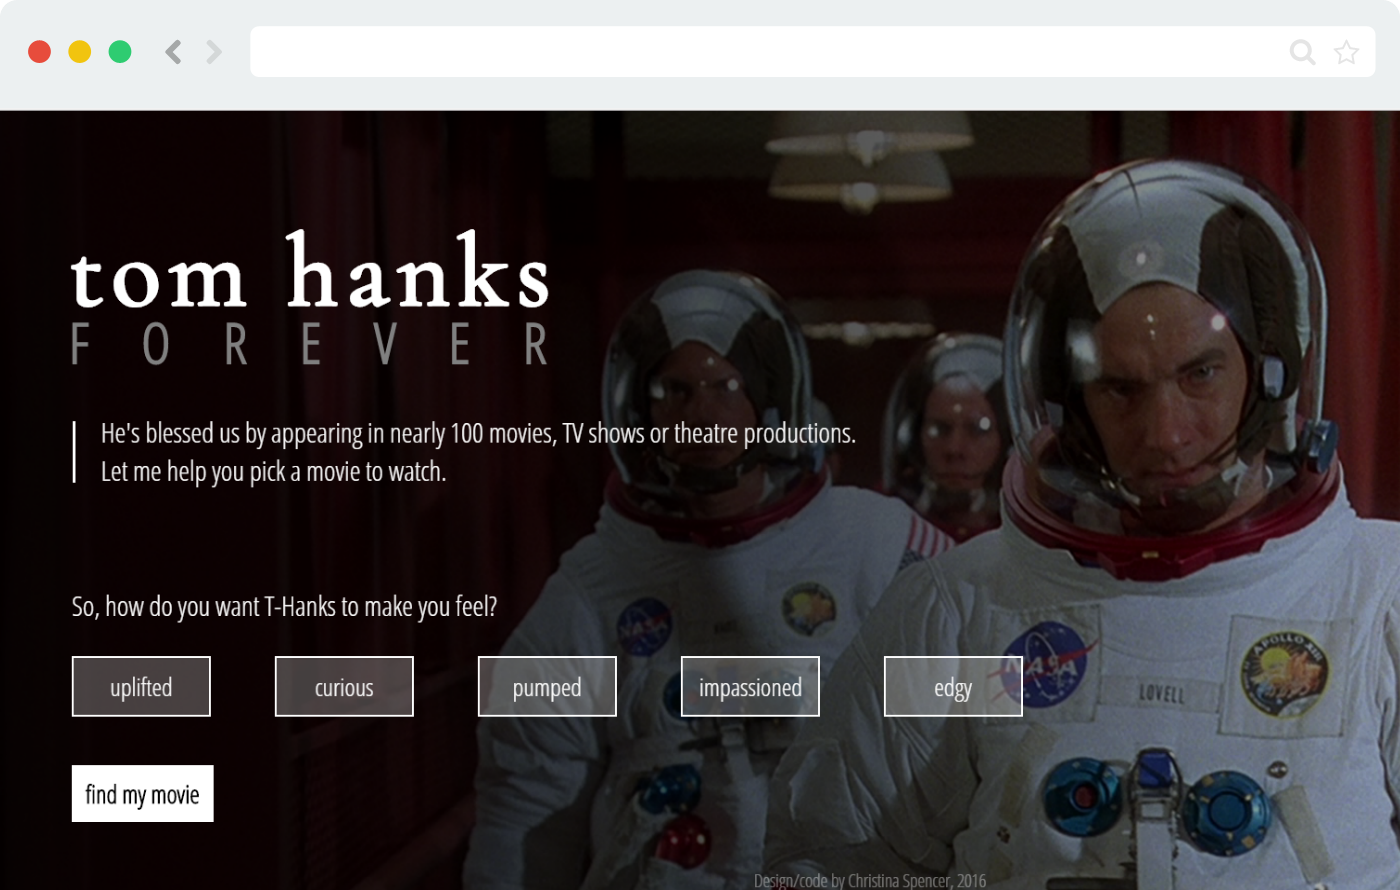 tom hanks
FOREVER
He's blessed us by appearing in nearly 100 movies, TV shows or theatre productions.
Let me help you pick a movie to watch.
So, how do you want T-Hanks to make you feel?
uplifted
curious
pumped
impassioned
edgy
find my movie
NASA
NASA
LOVELL
APOLLO XIII
Design/code by Christina Spencer, 2016